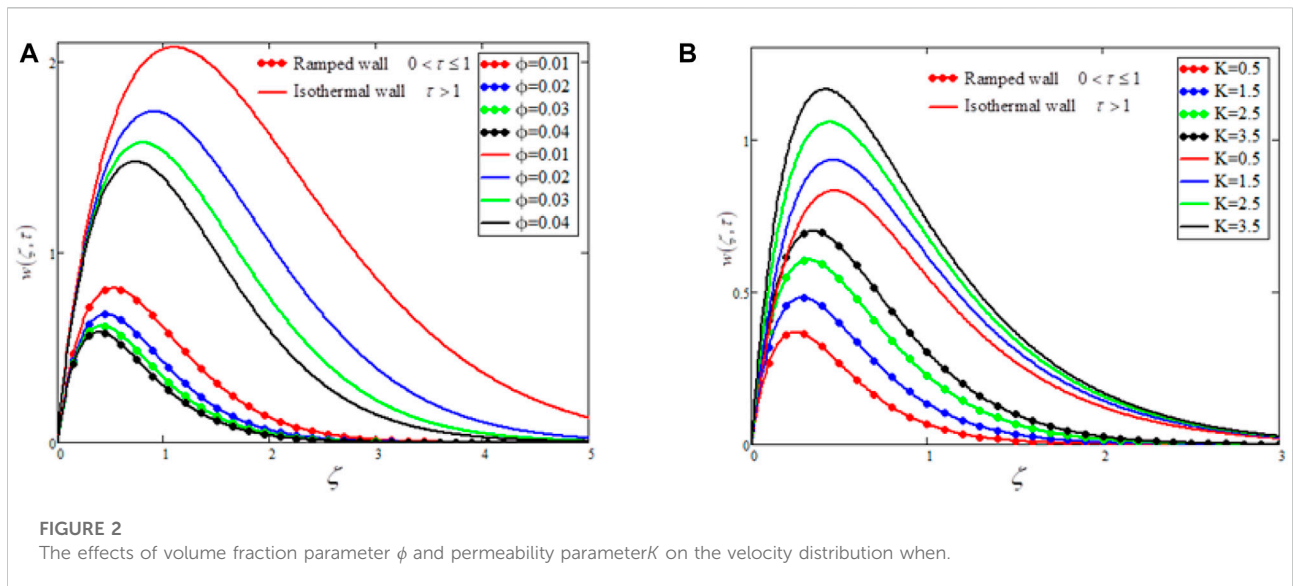 A
2
1
0
w(ζ,τ)
0
1
2
3
4
5
ζ
Ramped wall 0 < τ ≤ 1
Isothermal wall τ > 1
ϕ=0.01
ϕ=0.02
ϕ=0.03
ϕ=0.04
ϕ=0.01
ϕ=0.02
ϕ=0.03
ϕ=0.04
B
1
0.5
0
w(ζ,τ)
0
1
2
3
ζ
Ramped wall 0 < τ ≤ 1
Isothermal wall τ > 1
K=0.5
K=1.5
K=2.5
K=3.5
K=0.5
K=1.5
K=2.5
K=3.5
FIGURE 2
The effects of volume fraction parameter ϕ and permeability parameterK on the velocity distribution when.